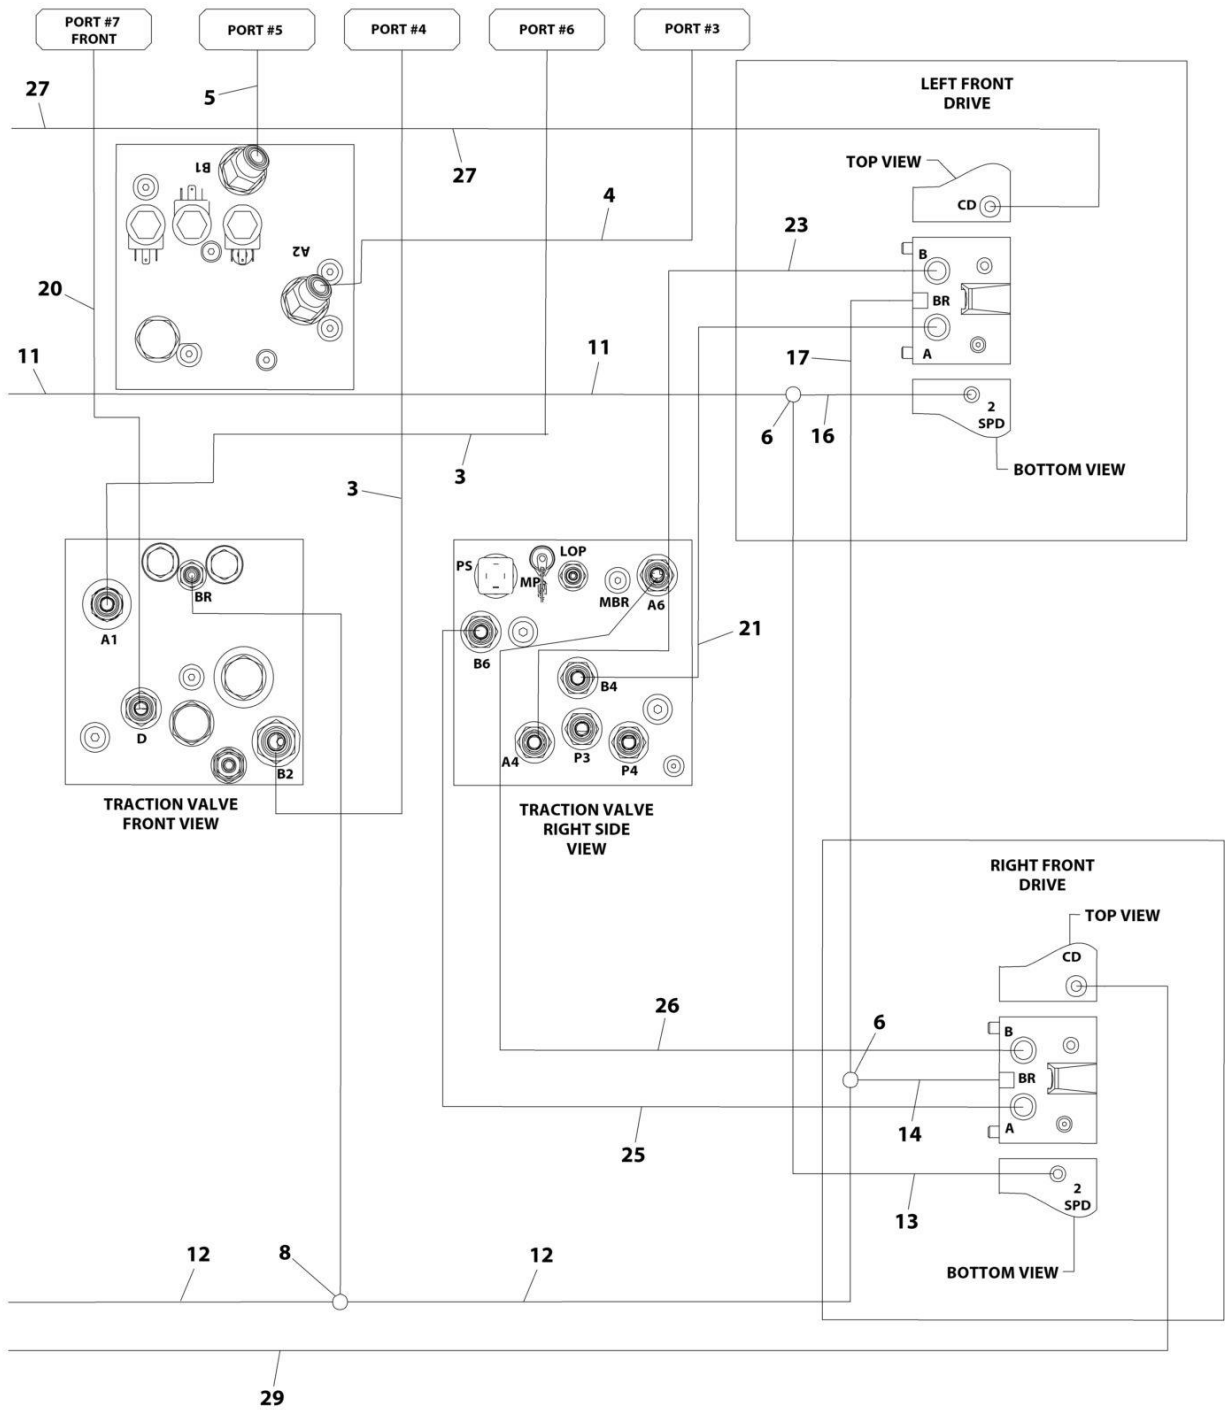 PORT #7
FRONT
PORT #5
PORT #4
PORT #6
PORT #3
LEFT FRONT
DRIVE
27
5
B1
27
TOP VIEW
CD
4
23
A2
B
20
BR
11
11
17
A
6
16
2
SPD
BOTTOM VIEW
3
3
PS
LOP
MP
BR
MBR
A6
A1
21
B6
B4
D
A4
P3
P4
B2
TRACTION VALVE
FRONT VIEW
TRACTION VALVE
RIGHT SIDE
VIEW
RIGHT FRONT
DRIVE
TOP VIEW
CD
26
6
B
BR
14
A
25
2
SPD
13
12
8
12
BOTTOM VIEW
29